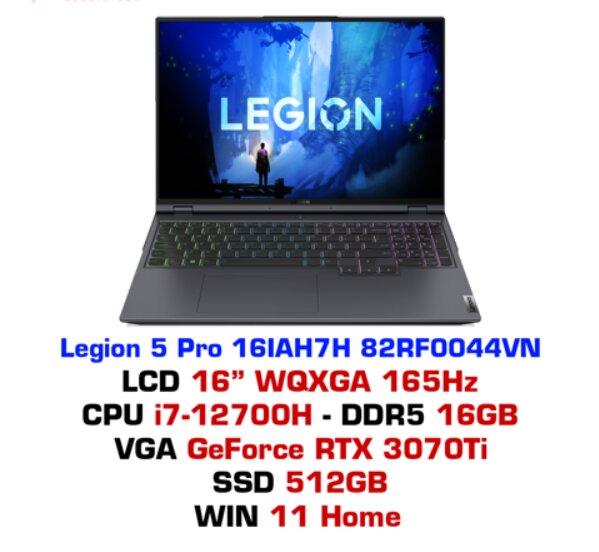 LEGION
Legion 5 Pro 16IAH7H 82RF0044VN
LCD 16” WQXGA 165Hz
CPU i7-12700H - DDR5 16GB
VGA GeForce RTX 3070Ti
SSD 512GB
WIN 11 Home